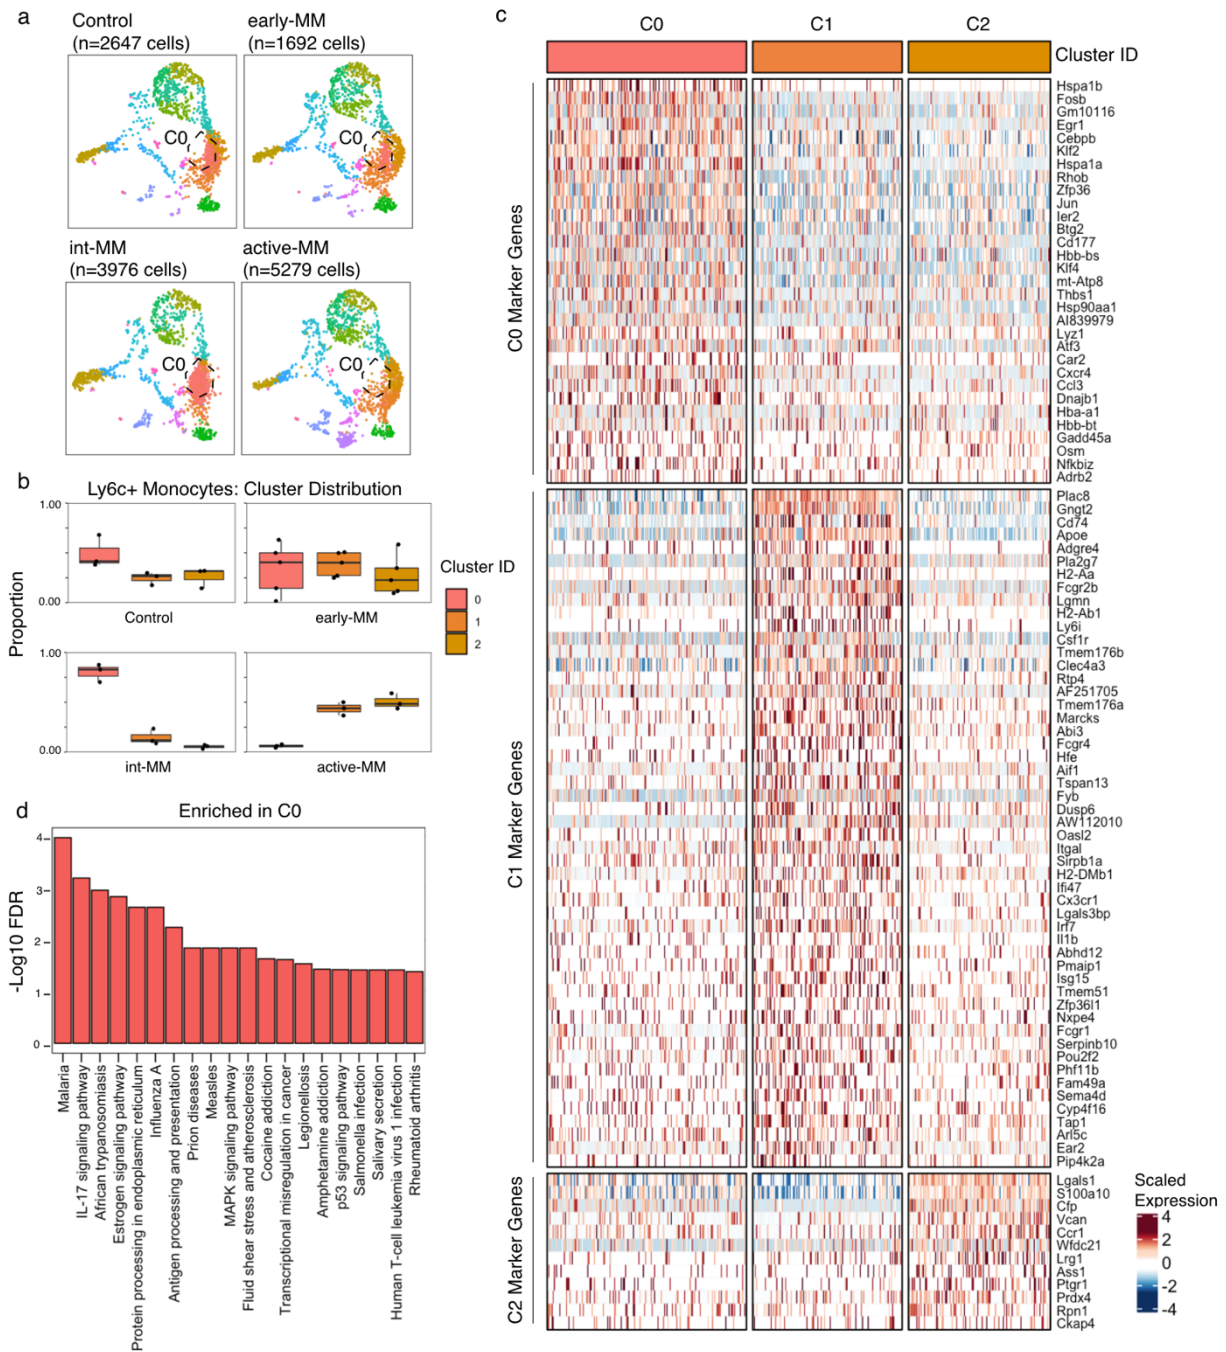 a
Control
(n=2647 cells)
C0
early-MM
(n=1692 cells)
C0
int-MM
(n=3976 cells)
C0
active-MM
(n=5279 cells)
C0
b
Ly6c+ Monocytes: Cluster Distribution
Proportion
1.00
0.00
Control
early-MM
1.00
0.00
int-MM
active-MM
Cluster ID
0
1
2
c
C0
C1
C2
Cluster ID
C0 Marker Genes
Hspa1b
Fosb
Gm10116
Egr1
Cebpb
Klf2
Hspa1a
Rhob
Zfp36
Jun
Ier2
Btg2
Cd177
Hbb-bs
Klf4
mt-Atp8
Thbs1
Hsp90aa1
AI839979
Lyz1
Atf3
Car2
Cxcr4
Ccl3
Dnajb1
Hba-a1
Hbb-bt
Gadd45a
Osm
Nfkbiz
Adrb2
C1 Marker Genes
Plac8
Gngt2
Cd74
Apoe
Adgre4
Pla2g7
H2-Aa
Fcgr2b
Lgmn
H2-Ab1
Ly6i
Csf1r
Tmem176b
Clec4a3
Rtp4
AF251705
Tmem176a
Marcks
Abi3
Fcgr4
Hfe
Aif1
Tspan13
Fyb
Dusp6
AW112010
Oasl2
Itgal
Sirpb1a
H2-DMb1
Ifi47
Cx3cr1
Lgals3bp
Irf7
Il1b
Abhd12
Pmaip1
Isg15
Tmem51
Zfp36l1
Nxpe4
Fcgr1
Serpinb10
Pou2f2
Phf11b
Fam49a
Sema4d
Cyp4f16
Tap1
Arl5c
Ear2
Pip4k2a
C2 Marker Genes
Lgals1
S100a10
Cfp
Vcan
Ccr1
Wfdc21
Lrg1
Ass1
Ptgr1
Prdx4
Rpn1
Ckap4
Scaled
Expression
4
2
0
-2
-4
d
Enriched in C0
-Log10 FDR
4
3
2
1
0
Malaria
IL-17 signaling pathway
African trypanosomiasis
Estrogen signaling pathway
Protein processing in endoplasmic reticulum
Influenza A
Antigen processing and presentation
Prion diseases
Measles
MAPK signaling pathway
Fluid shear stress and atherosclerosis
Cocaine addiction
Transcriptional misregulation in cancer
Legionellosis
Amphetamine addiction
p53 signaling pathway
Salmonella infection
Salivary secretion
Human T-cell leukemia virus 1 infection
Rheumatoid arthritis